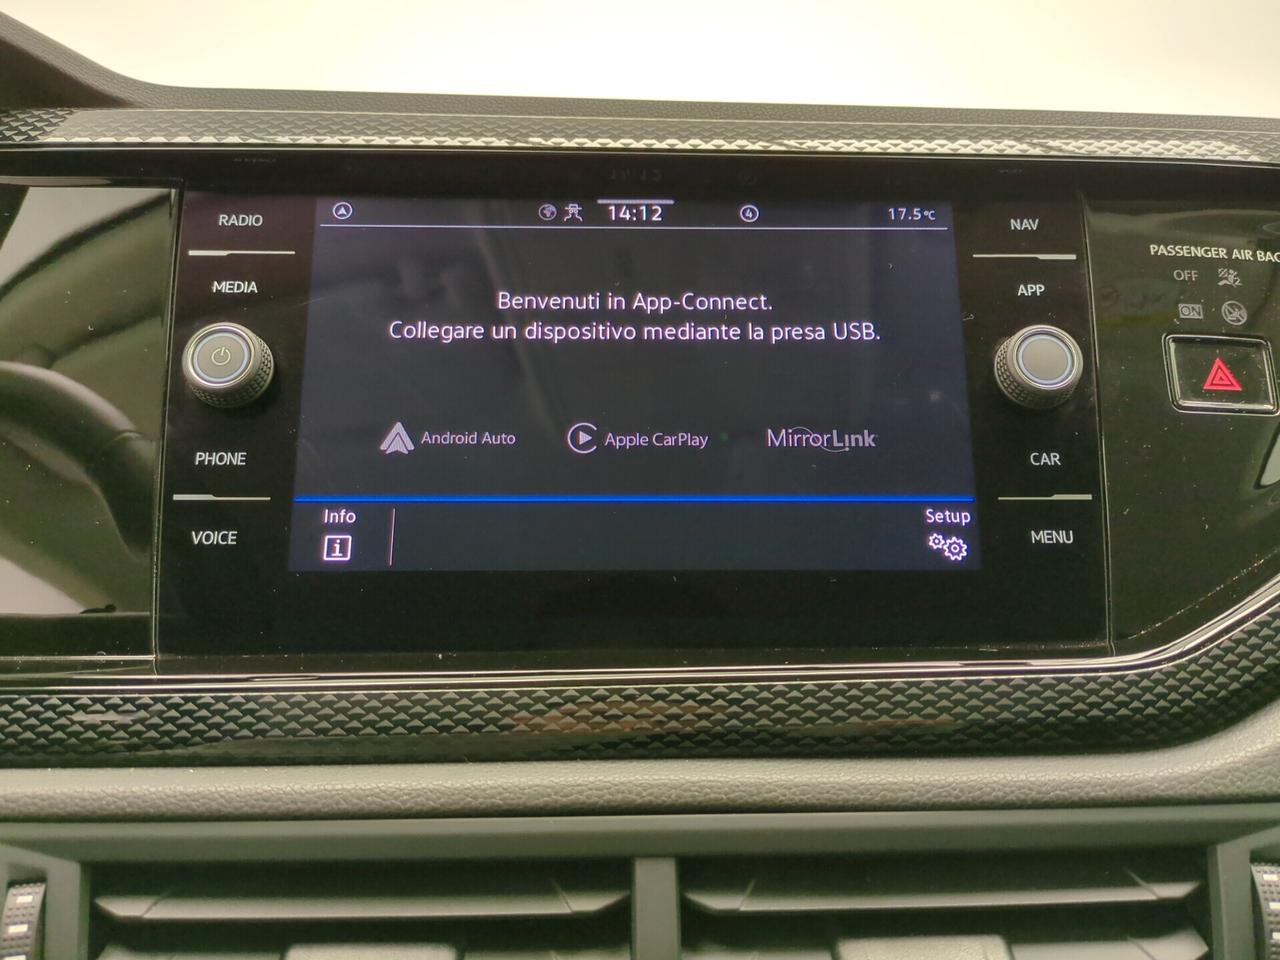 RADIO
MEDIA
PHONE
VOICE
14:12
4
17.5°C
Benvenuti in App-Connect.
Collegare un dispositivo mediante la presa USB.
Android Auto
Apple CarPlay
MirrorLink
Info
i
Setup
NAV
APP
CAR
MENU
PASSENGER AIR BAG
OFF
ON